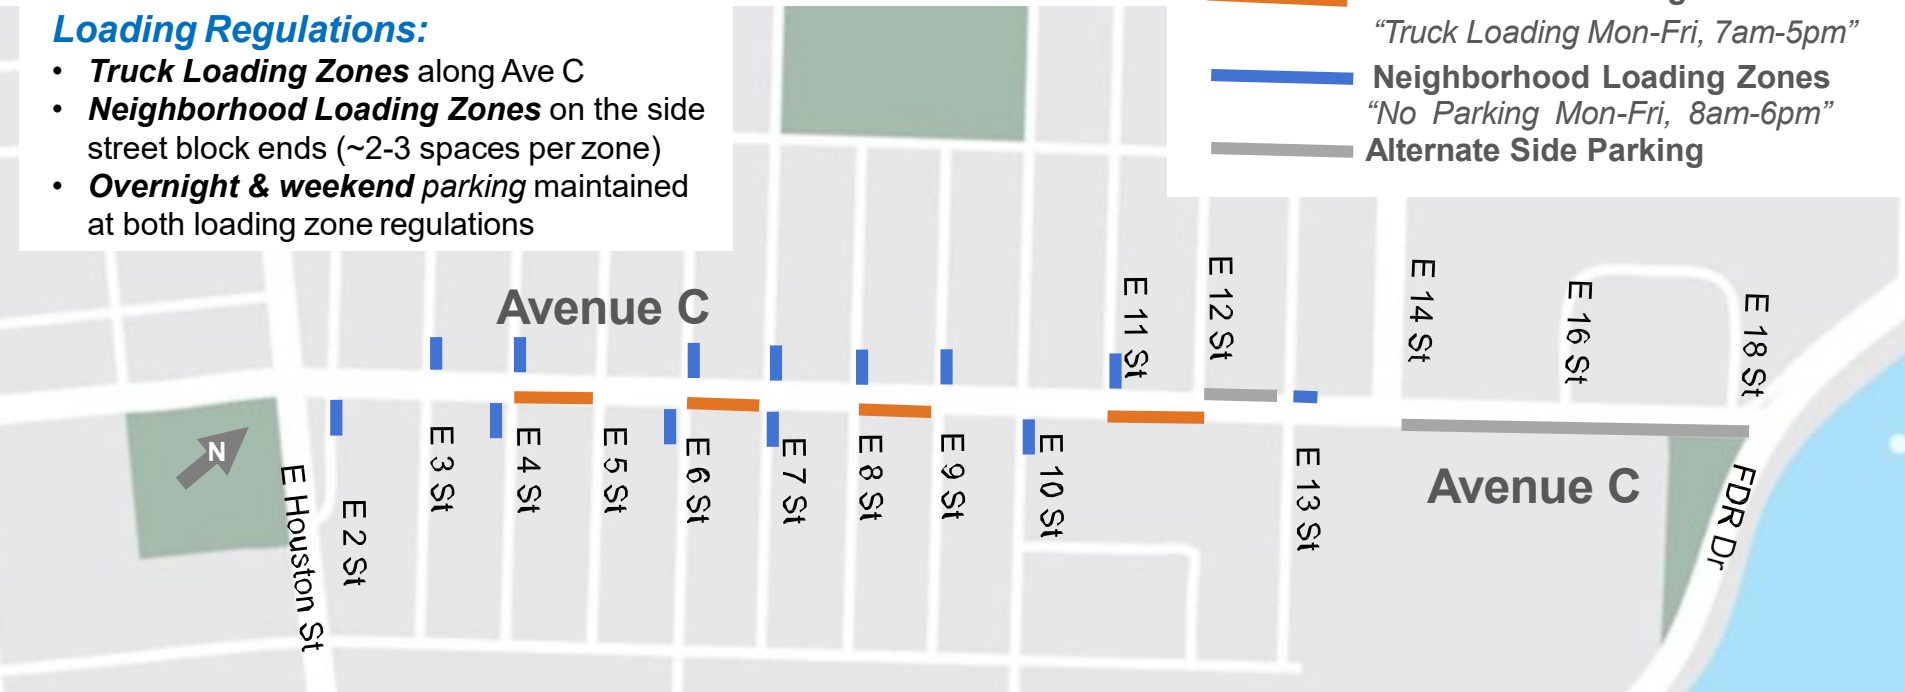 Loading Regulations:
• Truck Loading Zones along Ave C
• Neighborhood Loading Zones on the side
street block ends (~2-3 spaces per zone)
• Overnight & weekend parking maintained
at both loading zone regulations
“Truck Loading Mon-Fri, 7am-5pm”
Neighborhood Loading Zones
“No Parking Mon-Fri, 8am-6pm”
Alternate Side Parking
Avenue C
E 11 St
E 12 St
E 14 St
E 16 St
E 18 St
N
E Houston St
E 2 St
E 3 St
E 4 St
E 5 St
E 6 St
E 7 St
E 8 St
E 9 St
E 10 St
E 13 St
Avenue C
FDR Dr